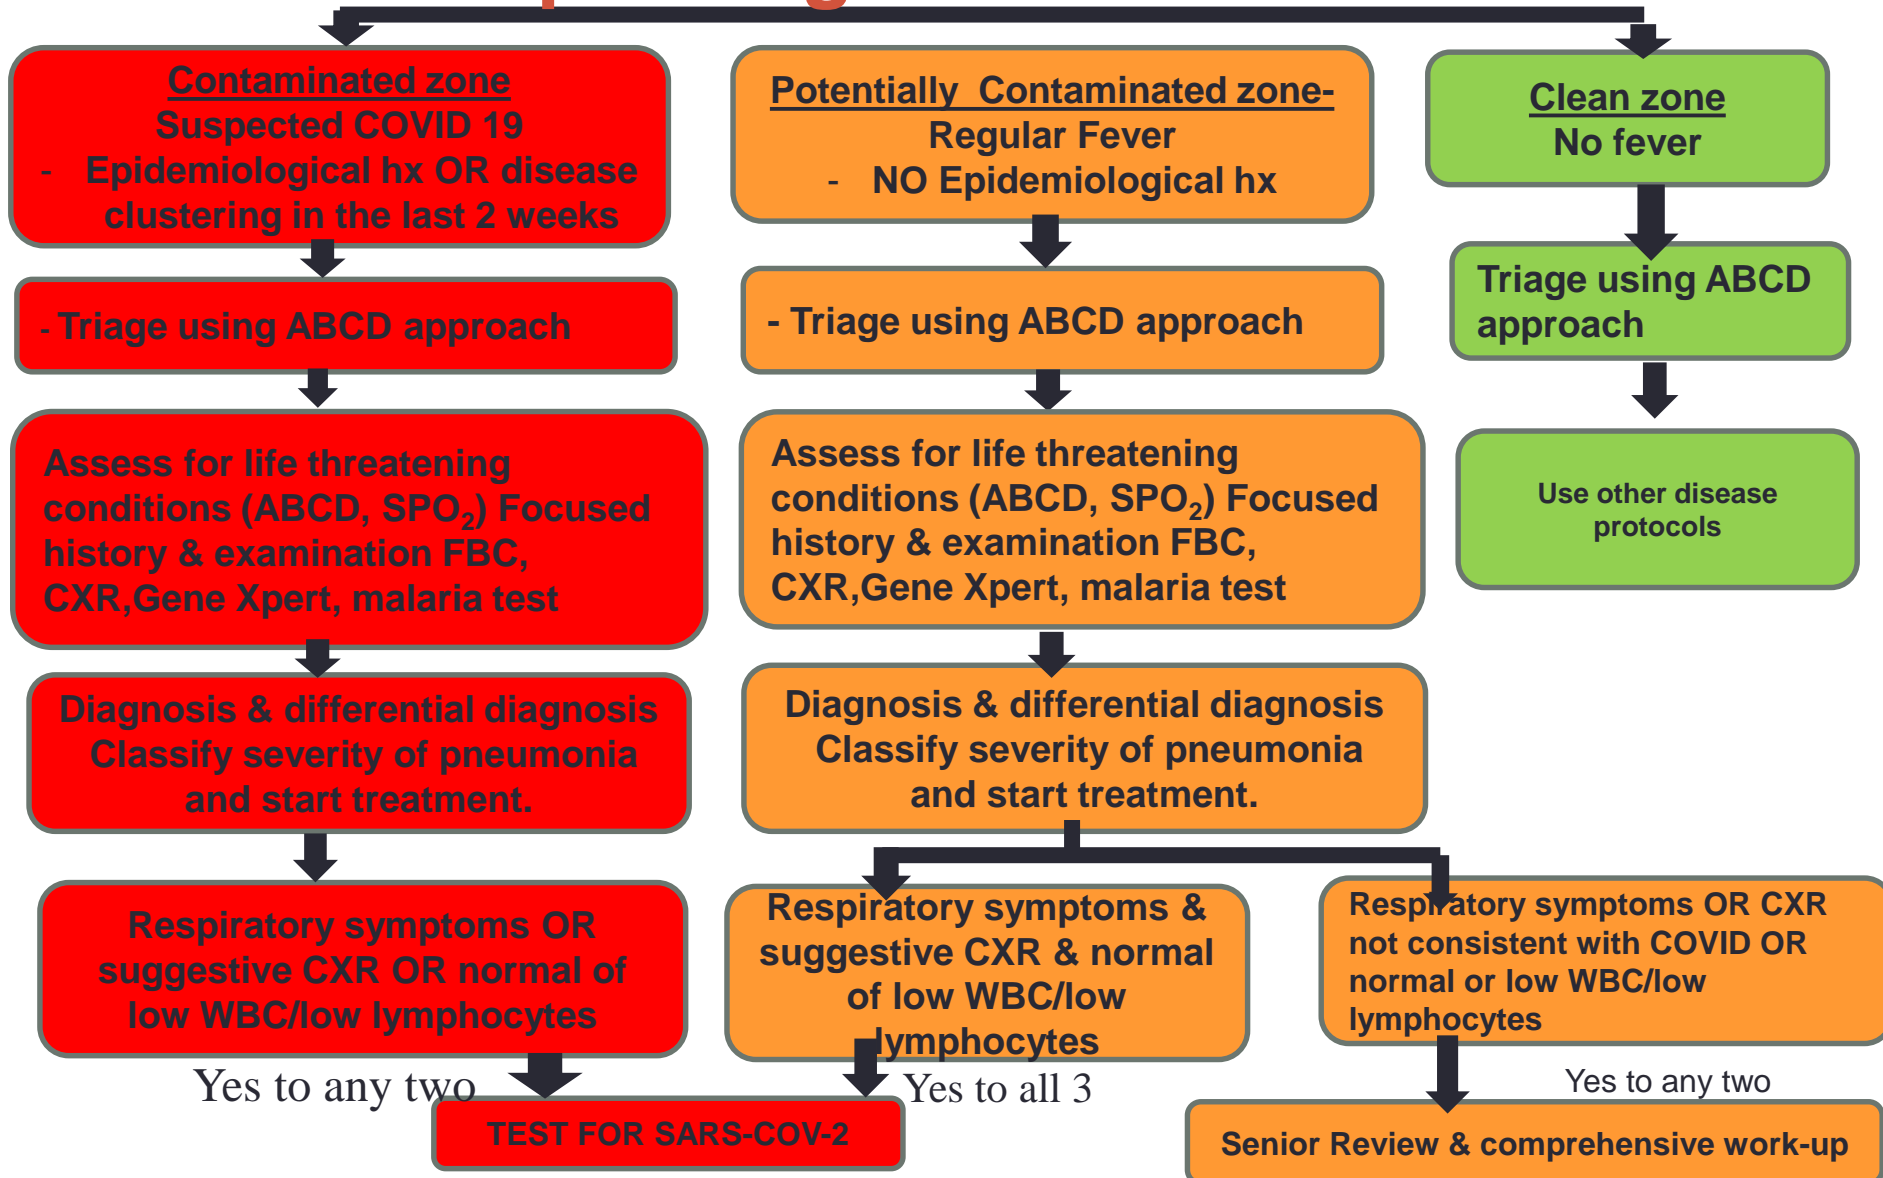 Contaminated zone
Suspected COVID 19
- Epidemiological hx OR disease
clustering in the last 2 weeks
- Triage using ABCD approach
Assess for life threatening
conditions (ABCD, SPO₂) Focused
history & examination FBC,
CXR,Gene Xpert, malaria test
Diagnosis & differential diagnosis
Classify severity of pneumonia
and start treatment.
Respiratory symptoms OR
suggestive CXR OR normal of
low WBC/low lymphocytes
Yes to any two
Potentially Contaminated zone-
Regular Fever
- NO Epidemiological hx
- Triage using ABCD approach
Assess for life threatening
conditions (ABCD, SPO₂) Focused
history & examination FBC,
CXR,Gene Xpert, malaria test
Diagnosis & differential diagnosis
Classify severity of pneumonia
and start treatment.
Respiratory symptoms &
suggestive CXR & normal
of low WBC/low
lymphocytes
Yes to all 3
TEST FOR SARS-COV-2
Respiratory symptoms OR CXR
not consistent with COVID OR
normal or low WBC/low
lymphocytes
Yes to any two
Senior Review & comprehensive work-up
Clean zone
No fever
Triage using ABCD
approach
Use other disease
protocols